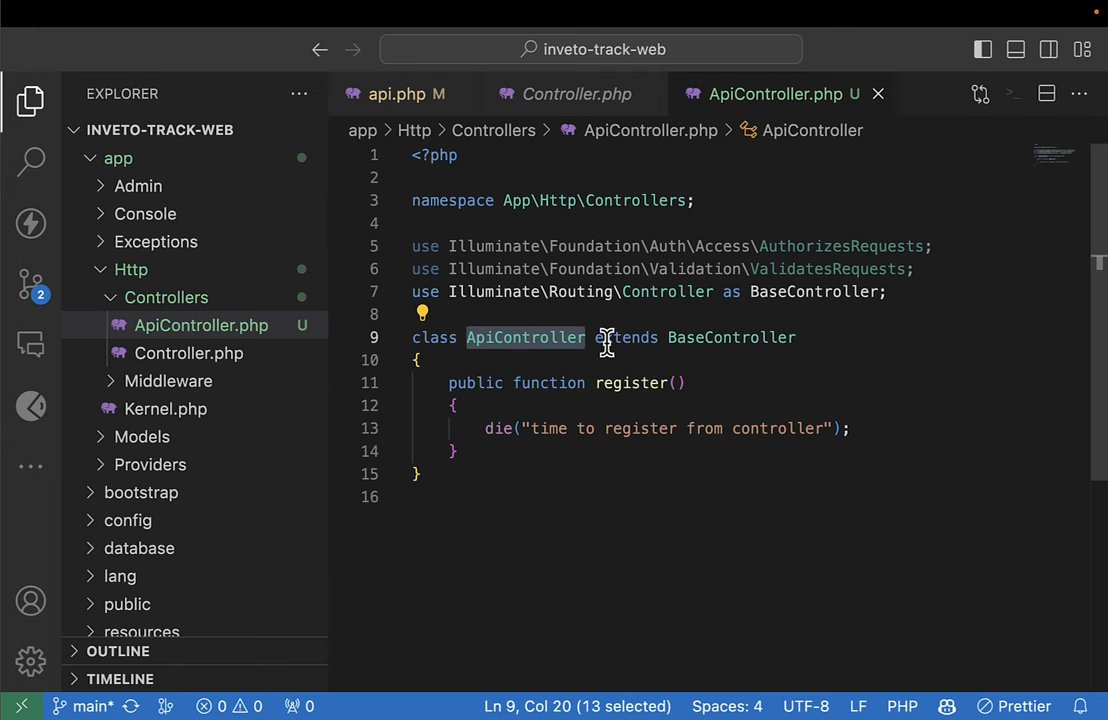 inveto-track-web
EXPLORER
api.php M
Controller.php
ApiController.php U
INVETO-TRACK-WEB
app > Http > Controllers > ApiController.php > ApiController
app
Admin
Console
Exceptions
Http
Controllers
ApiController.php U
Controller.php
Middleware
Kernel.php
Models
Providers
bootstrap
config
database
lang
public
resources
OUTLINE
TIMELINE
2
1 <?php
2
3 namespace App\Http\Controllers;
4
5 use Illuminate\Foundation\Auth\Access\AuthorizesRequests;
6 use Illuminate\Foundation\Validation\ValidatesRequests;
7 use Illuminate\Routing\Controller as BaseController;
8
9 class ApiController extends BaseController
10 {
11 public function register()
12 {
13 die("time to register from controller");
14 }
15 }
16
main* 0 0 0 Ln 9, Col 20 (13 selected) Spaces: 4 UTF-8 LF PHP Prettier